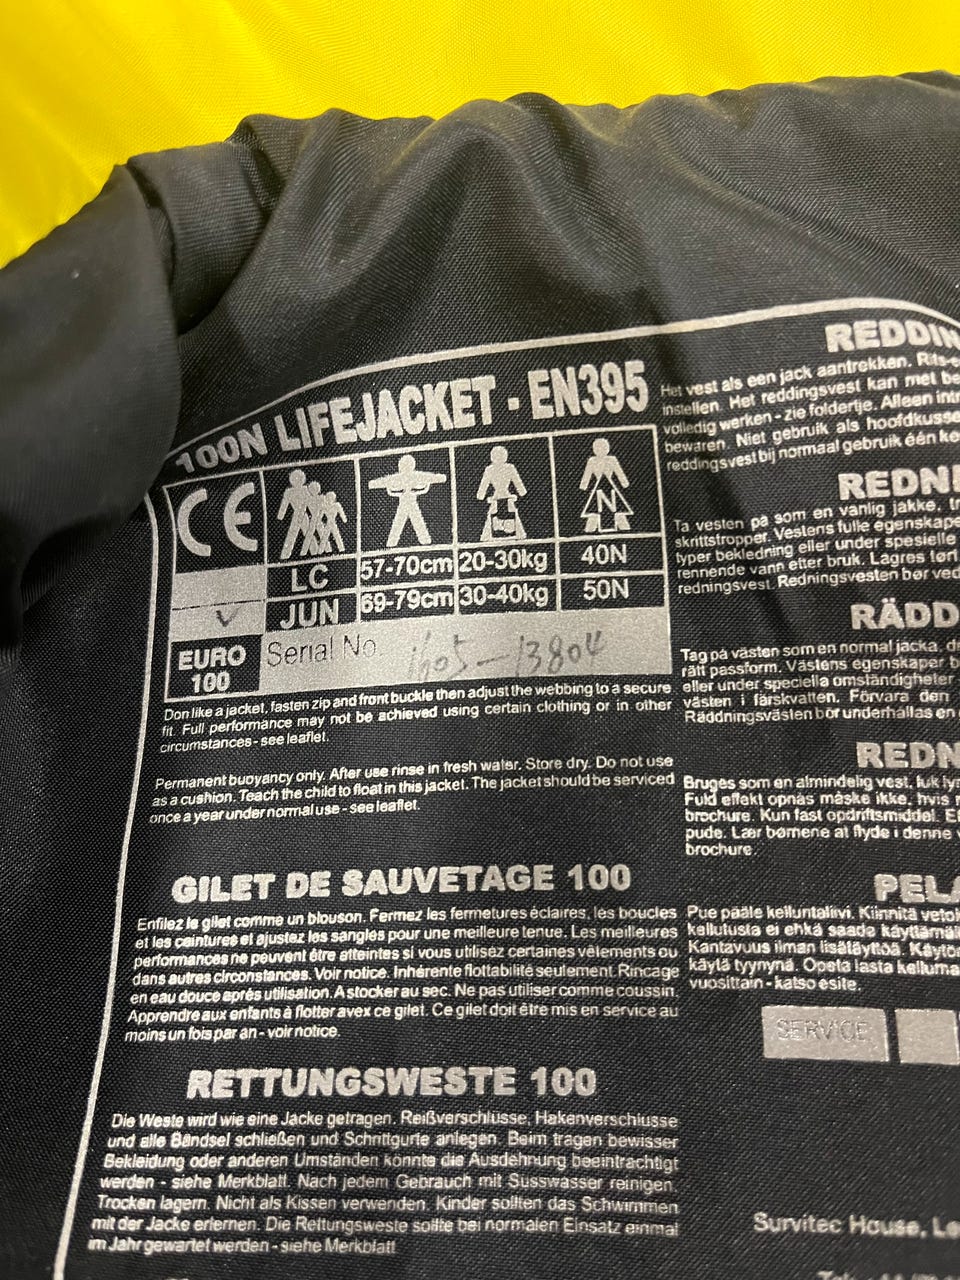 100N LIFEJACKET - EN395
CE
N
LC 57-70cm 20-30kg 40N
V JUN 69-79cm 30-40kg 50N
EURO
100
Serial No. 1605-13804
Don like a jacket, fasten zip and front buckle then adjust the webbing to a secure
fit. Full performance may not be achieved using certain clothing or in other
circumstances - see leaflet.
Permanent buoyancy only. After use rinse in fresh water. Store dry. Do not use
as a cushion. Teach the child to float in this jacket. The jacket should be serviced
once a year under normal use - see leaflet.
GILET DE SAUVETAGE 100
Enfilez le gilet comme un blouson. Fermez les fermetures éclaires, les boucles
et les ceintures et ajustez les sangles pour une meilleure tenue. Les meilleures
performances ne peuvent être atteintes si vous utilisez certaines vêlements ou
dans autres circonstances. Voir notice. Inhérente flottabilité seulement. Rincage
en eau douce aprés utilisation. A stocker au sec. Ne pas utiliser comme coussin.
Apprendre aux enfants à flotter avex ce gilet. Ce gilet doit être mis en service au
moins un fois par an - voir notice.
RETTUNGSWESTE 100
Die Weste wird wie eine Jacke getragen. Reißverschlusse, Hakenverschlusse
und alle Bändsel schließen und Schrittgurte anlegen. Beim tragen bewisser
Bekleidung oder anderen Umständen könnte die Ausdehnung beeintrachtigt
werden - siehe Merkblatt. Nach jedem Gebrauch mit Susswasser reinigen.
Trocken lagern. Nicht als Kissen verwenden. Kinder sollten das Schwimmen
mit der Jacke erlernen. Die Rettungsweste sollte bei normalen Einsatz einmal
im Jahr gewartet werden - siehe Merkblatt
REDDIN
Het vest als een jack aantrekken. Rits-
instellen. Het reddingsvest kan met be
volledig werken - zie foldertje. Alleen intr
bewaren. Niet gebruik als hoofdkusse
reddingsvest bij normaal gebruik één ke
REDNI
Ta vesten på som en vanlig jakke.
skrittstropper. Vestens fulle egenskape
typer bekledning eller under spesielle
rennende vann etter bruk. Lagres tørt
redningsvest. Redningsvesten bør ved
RÄDD
Tag på västen som en normal jacka, d
rätt passform. Västens egenskaper b
eller under speciella omständigheter
västen i färskvatten. Förvara den
Räddningsvästen bör underhållas en
REDN
Bruges som en almindelig vest, luk ly
Fuld effekt opnås måske ikke, hvis
brochure. Kun fast opdriftsmiddel. E
pude. Lær børnene at flyde i denne
brochure.
PELA
Pue päälle kelluntaliivi. Kiinnitä vetok
kellutusta ei ehkä saada käyttämä
Kantavuus ilman lisätäyttöä. Käytö
käytä tyynynä. Opeta lasta kelluma
vuosittain - katso esite.
SERVICE
Survitec House, Le